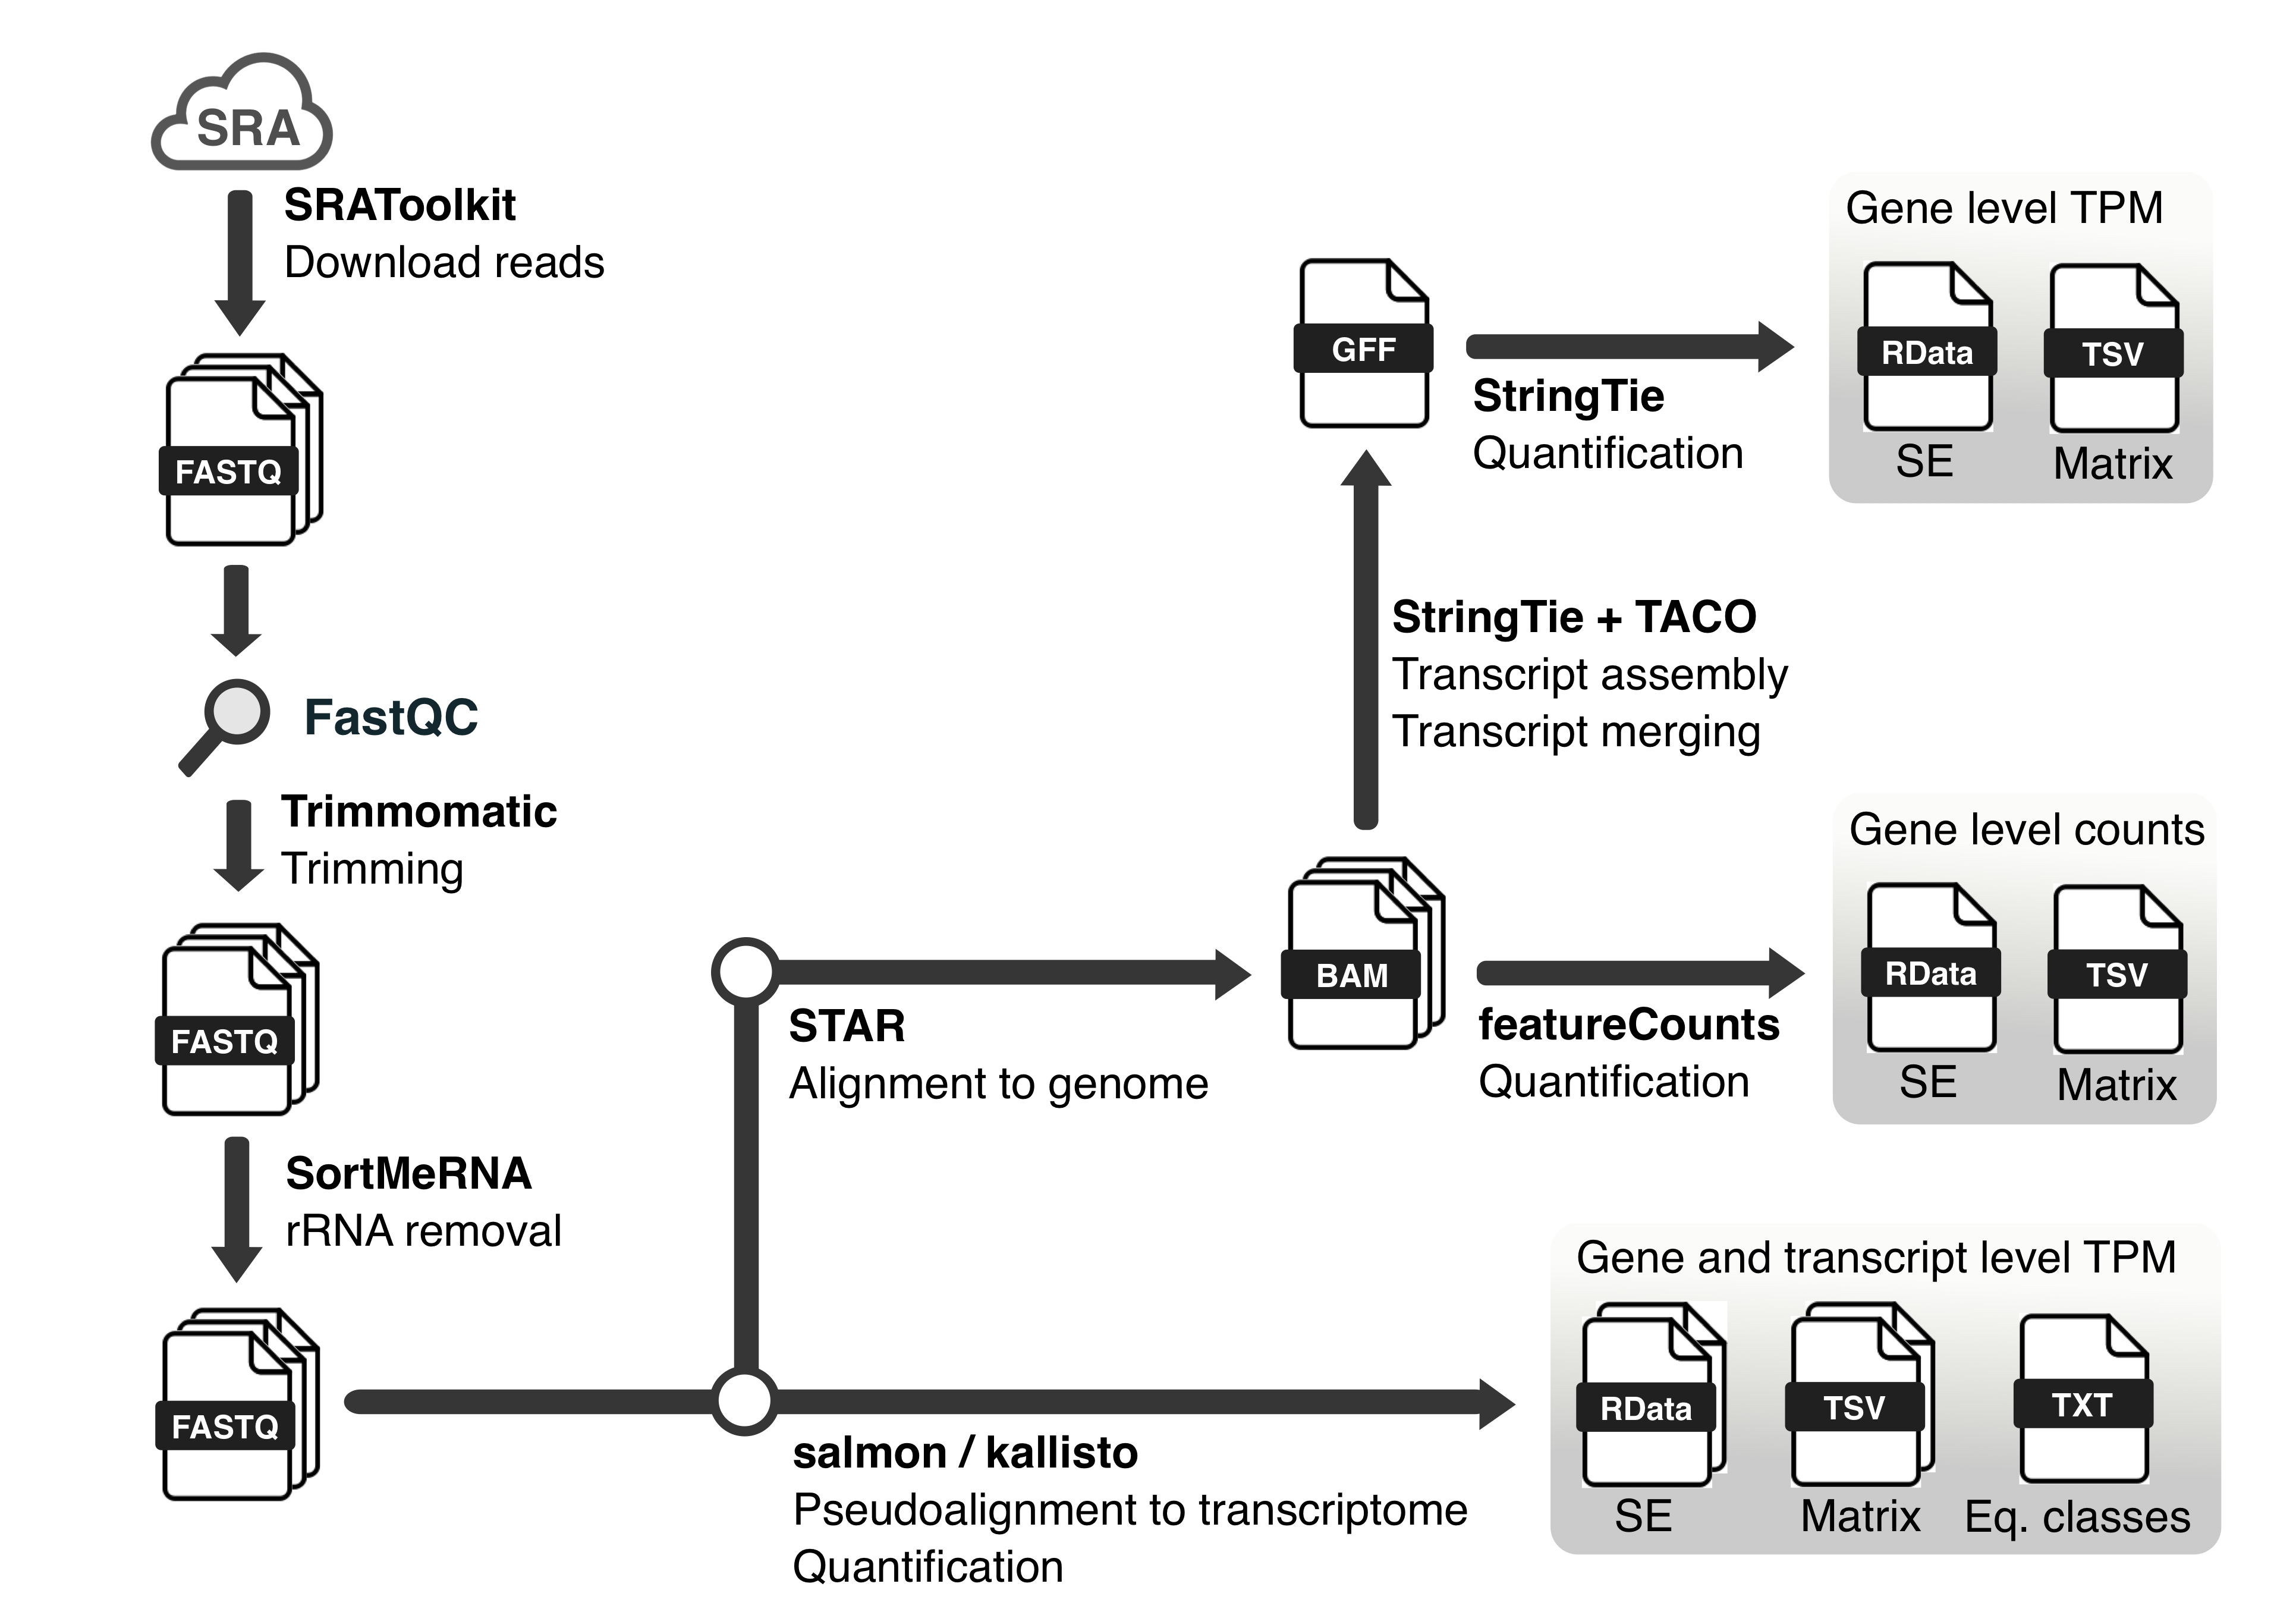 SRA
SRAToolkit
Download reads
FASTQ
FastQC
Trimmomatic
Trimming
FASTQ
SortMeRNA
rRNA removal
FASTQ
STAR
Alignment to genome
salmon / kallisto
Pseudoalignment to transcriptome
Quantification
BAM
StringTie + TACO
Transcript assembly
Transcript merging
GFF
StringTie
Quantification
Gene level TPM
RData
TSV
SE
Matrix
featureCounts
Quantification
Gene level counts
RData
TSV
SE
Matrix
Gene and transcript level TPM
RData
TSV
TXT
SE
Matrix
Eq. classes